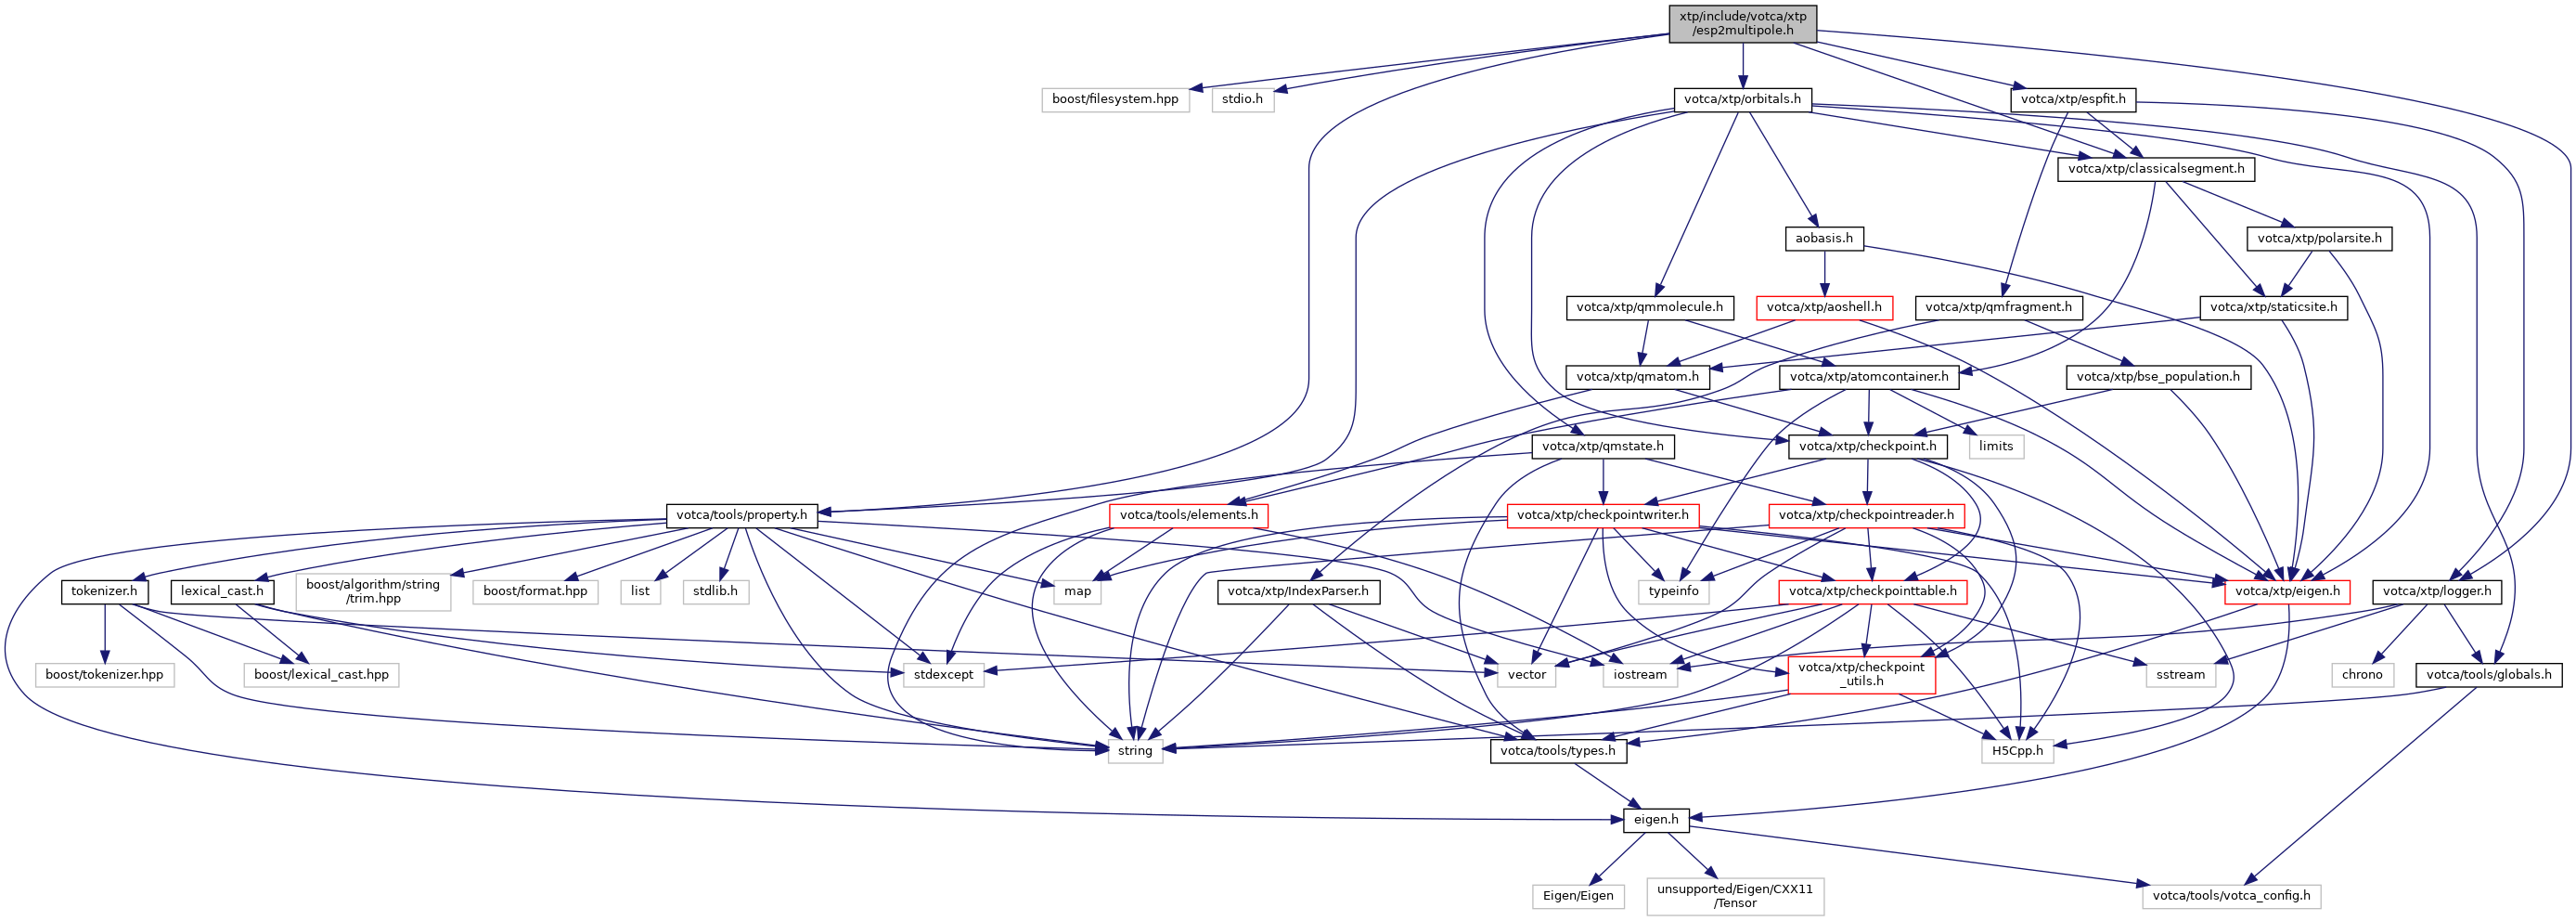 xtp/include/votca/xtp
/esp2multipole.h
boost/filesystem.hpp
stdio.h
votca/xtp/orbitals.h
votca/xtp/espfit.h
votca/xtp/classicalsegment.h
aobasis.h
votca/xtp/polarsite.h
votca/xtp/qmmolecule.h
votca/xtp/aoshell.h
votca/xtp/qmfragment.h
votca/xtp/staticsite.h
votca/xtp/qmatom.h
votca/xtp/atomcontainer.h
votca/xtp/bse_population.h
votca/xtp/qmstate.h
votca/xtp/checkpoint.h
limits
votca/tools/property.h
votca/tools/elements.h
votca/xtp/checkpointwriter.h
votca/xtp/checkpointreader.h
tokenizer.h
lexical_cast.h
boost/algorithm/string
/trim.hpp
boost/format.hpp
list
stdlib.h
map
votca/xtp/IndexParser.h
typeinfo
votca/xtp/checkpointtable.h
votca/xtp/eigen.h
votca/xtp/logger.h
boost/tokenizer.hpp
boost/lexical_cast.hpp
stdexcept
vector
iostream
votca/xtp/checkpoint
_utils.h
sstream
chrono
votca/tools/globals.h
string
votca/tools/types.h
H5Cpp.h
eigen.h
Eigen/Eigen
unsupported/Eigen/CXX11
/Tensor
votca/tools/votca_config.h